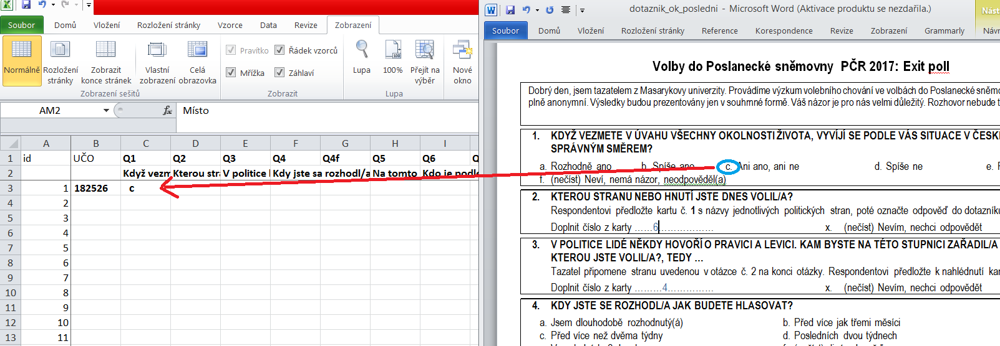 Soubor Domů Vložení Rozložení stránky Vzorce Data Revize Zobrazení
Normálně Rozložení stránky Zobrazit konce stránek Vlastní zobrazení Celá obrazovka
Zobrazení sešitů
Pravítko Řádek vzorců
Mřížka Záhlaví
Zobrazit
Lupa 100% Přejít na výběr
Lupa
Nové okno
AM2 fx Místo
A B C D E F G H I
1 id UČO Q1 Q2 Q3 Q4 Q4f Q5 Q6
2 Když vezm Kterou stra V politice Kdy jste sa rozhodl/a Na tomto Kdo je podle
3 1 182526 c
4 2
5 3
6 4
7 5
8 6
9 7
10 8
11 9
12 10
13 11
dotaznik_ok_posledni - Microsoft Word (Aktivace produktu se nezdařila.)
Nást
Soubor Domů Vložení Rozložení stránky Reference Korespondence Revize Zobrazení Grammarly Návr
Volby do Poslanecké sněmovny PČR 2017: Exit poll
Dobrý den, jsem tazatelem z Masarykovy univerzity. Provádíme výzkum volebního chování ve volbách do Poslanecké sněmo
plně anonymní. Výsledky budou prezentovány jen v souhrnné formě. Váš názor je pro nás velmi důležitý. Rozhovor nebude t
1. KDYŽ VEZMETE V ÚVAHU VŠECHNY OKOLNOSTI ŽIVOTA, VYVÍJÍ SE PODLE VÁS SITUACE V ČESK
SPRÁVNÝM SMĚREM?
a. Rozhodně ano b. Spíše ano c. Ani ano, ani ne d. Spíše ne e.
f. (nečíst) Neví, nemá názor, neodpověděl(a)
2. KTEROU STRANU NEBO HNUTÍ JSTE DNES VOLIL/A?
Respondentovi předložte kartu č. 1 s názvy jednotlivých politických stran, poté označte odpověď do dotazníku
Doplnit číslo z karty ……6……………… x. (nečíst) Nevím, nechci odpovědět
3. V POLITICE LIDÉ NĚKDY HOVOŘÍ O PRAVICI A LEVICI. KAM BYSTE NA TÉTO STUPNICI ZAŘADIL/A
KTEROU JSTE VOLIL/A?, TEDY …
Tazatel připomene stranu uvedenou v otázce č. 2 na konci otázky. Respondentovi předložte k nahlédnutí kar
Doplnit číslo z karty ………4…………… x. (nečíst) Nevím, nechci odpovědět
4. KDY JSTE SE ROZHODL/A JAK BUDETE HLASOVAT?
a. Jsem dlouhodobě rozhodnutý(á) b. Před více jak třemi měsíci
c. Před více než dvěma týdny d. Posledních dvou týdnech